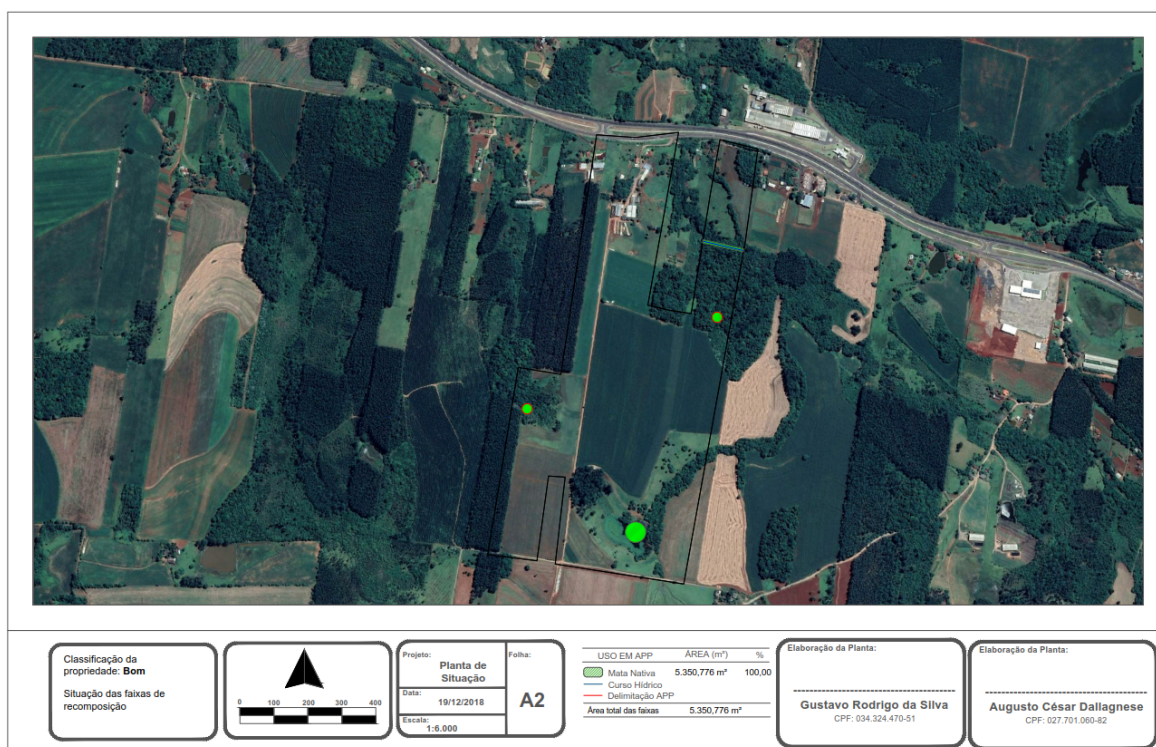 Classificação da
propriedade: Bom
Situação das faixas de
recomposição
0 100 200 300 400
Projeto:
Planta de
Situação
Data:
19/12/2018
Escala:
1:6.000
Folha:
A2
USO EM APP ÁREA (m²) %
Mata Nativa 5.350,776 m² 100,00
Curso Hídrico
Delimitação APP
Área total das faixas 5.350,776 m²
Elaboração da Planta:
Gustavo Rodrigo da Silva
CPF: 034.324.470-51
Elaboração da Planta:
Augusto César Dallagnese
CPF: 027.701.060-82